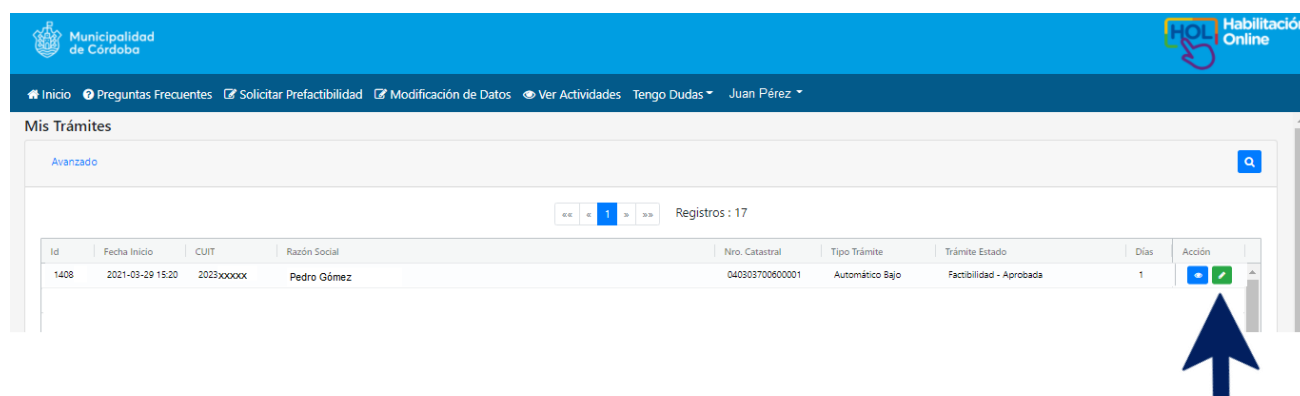 Municipalidad
de Córdoba
HOL Habilitación
Online
Inicio Preguntas Frecuentes Solicitar Prefactibilidad Modificación de Datos Ver Actividades Tengo Dudas Juan Pérez
Mis Trámites
Avanzado
«« « 1 » »» Registros : 17
Id Fecha Inicio CUIT Razón Social Nro. Catastral Tipo Trámite Trámite Estado Días Acción
1408 2021-03-29 15:20 2023xxxxx Pedro Gómez 040303700600001 Automático Bajo Factibilidad - Aprobada 1